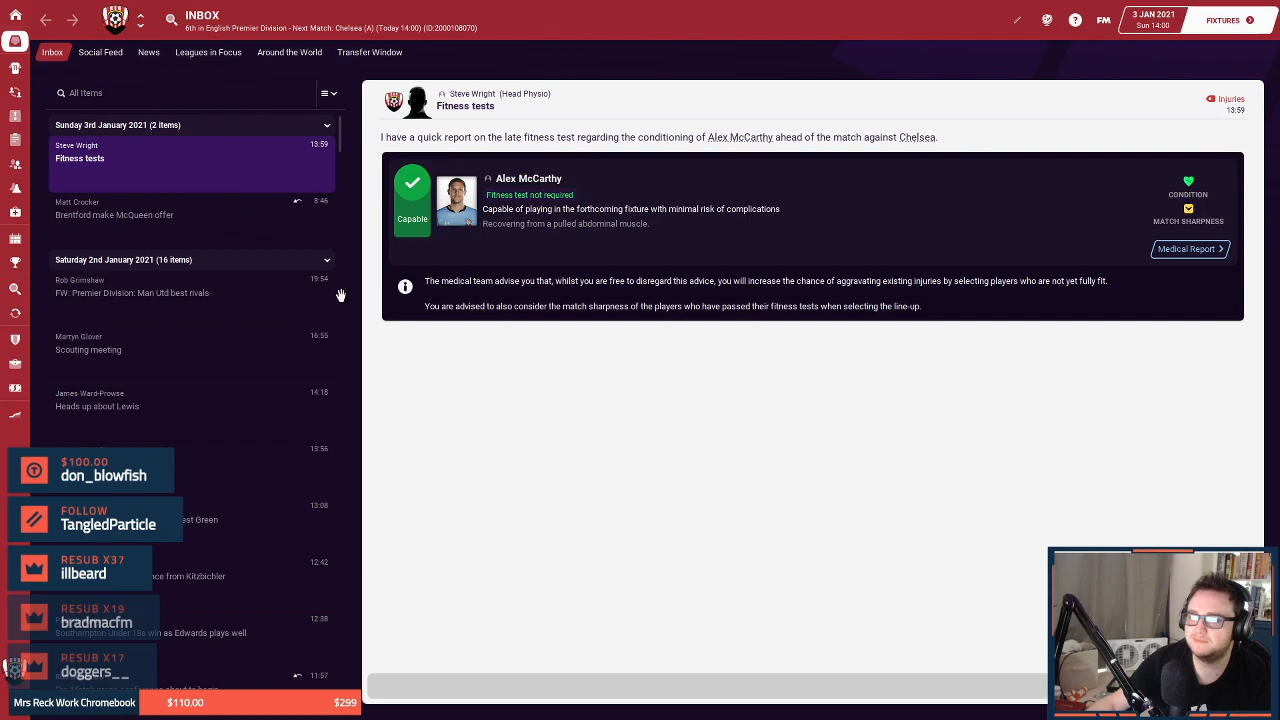 INBOX
6th in English Premier Division - Next Match: Chelsea (A) (Today 14:00) (ID:2000108070)
FM
3 JAN 2021
Sun 14:00
FIXTURES
Inbox
Social Feed
News
Leagues in Focus
Around the World
Transfer Window
All Items
Sunday 3rd January 2021 (2 items)
Steve Wright
13:59
Fitness tests
Matt Crocker
8:46
Brentford make McQueen offer
Saturday 2nd January 2021 (16 items)
Rob Grimshaw
19:54
FW: Premier Division: Man Utd best rivals
Martyn Glover
16:55
Scouting meeting
James Ward-Prowse
14:18
Heads up about Lewis
13:56
13:08
est Green
12:42
nce from Kitzbichler
12:38
Southampton Under 18s win as Edwards plays well
11:57
Steve Wright (Head Physio)
Fitness tests
Injuries
13:59
I have a quick report on the late fitness test regarding the conditioning of Alex McCarthy ahead of the match against Chelsea.
Capable
Alex McCarthy
Fitness test not required
Capable of playing in the forthcoming fixture with minimal risk of complications
Recovering from a pulled abdominal muscle.
CONDITION
MATCH SHARPNESS
Medical Report
The medical team advise you that, whilst you are free to disregard this advice, you will increase the chance of aggravating existing injuries by selecting players who are not yet fully fit.
You are advised to also consider the match sharpness of the players who have passed their fitness tests when selecting the line-up.
$100.00
don_blowfish
FOLLOW
TangledParticle
RESUB X37
illbeard
RESUB X19
bradmacfm
RESUB X17
doggers__
Mrs Reck Work Chromebook
$110.00
$299